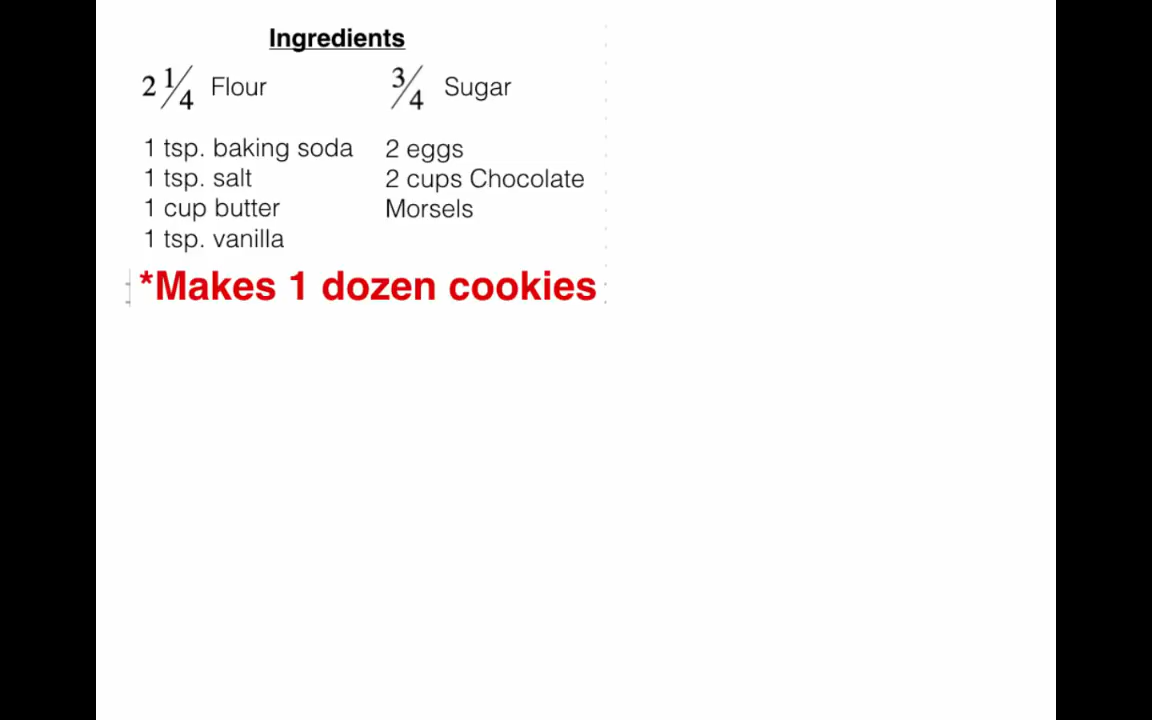 Ingredients
2 1/4 Flour
3/4 Sugar
1 tsp. baking soda
1 tsp. salt
1 cup butter
1 tsp. vanilla
2 eggs
2 cups Chocolate
Morsels
*Makes 1 dozen cookies